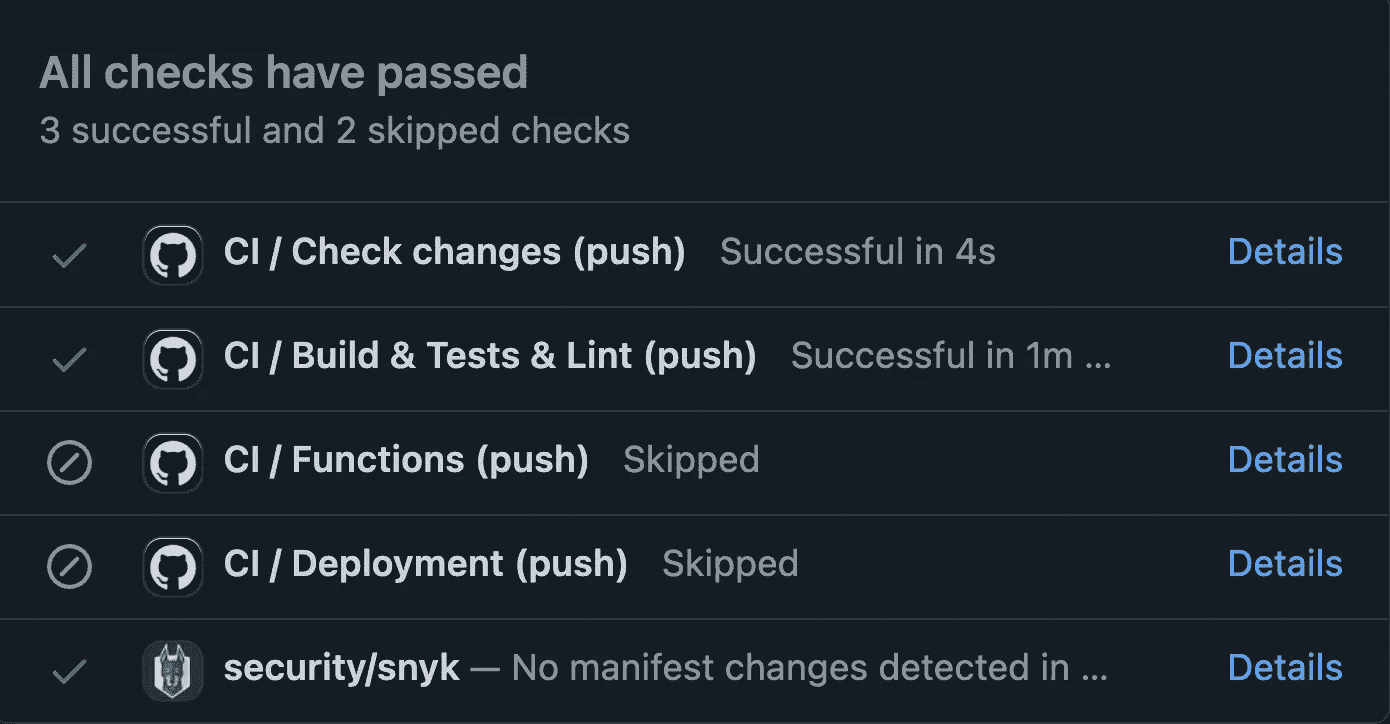 All checks have passed
3 successful and 2 skipped checks
CI / Check changes (push) Successful in 4s Details
CI / Build & Tests & Lint (push) Successful in 1m ... Details
CI / Functions (push) Skipped Details
CI / Deployment (push) Skipped Details
security/snyk — No manifest changes detected in ... Details